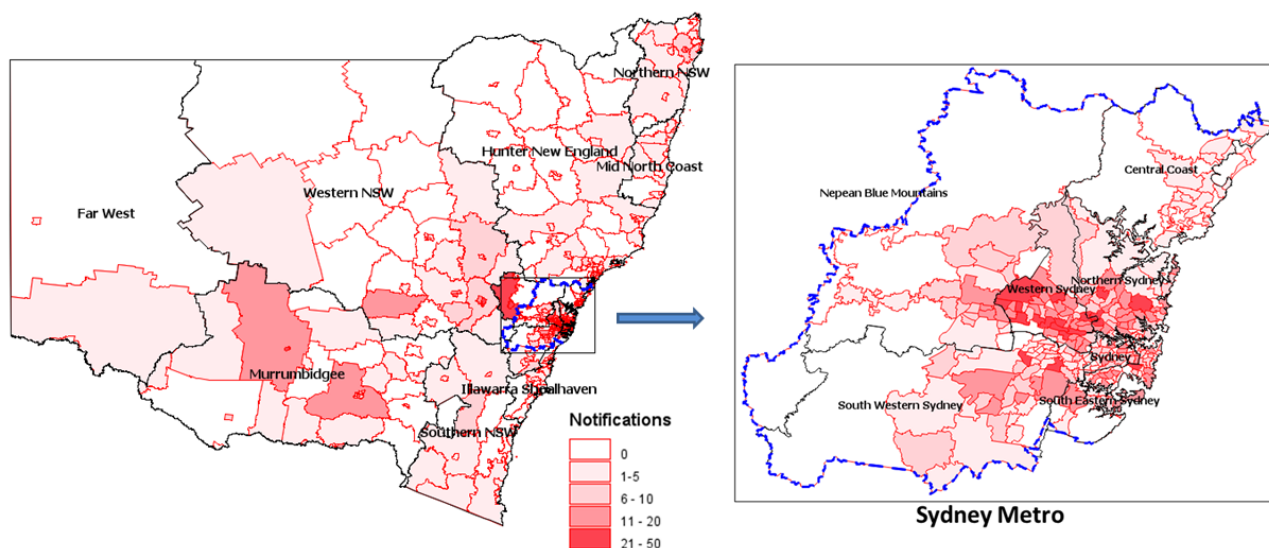 Northern NSW
Hunter New England
Mid North Coast
Western NSW
Far West
Murrumbidgee
Illawarra Shoalhaven
Southern NSW
Notifications
0
1-5
6 - 10
11 - 20
21 - 50
Central Coast
Nepean Blue Mountains
Northern Sydney
Western Sydney
Sydney
South Western Sydney
South Eastern Sydney
Sydney Metro